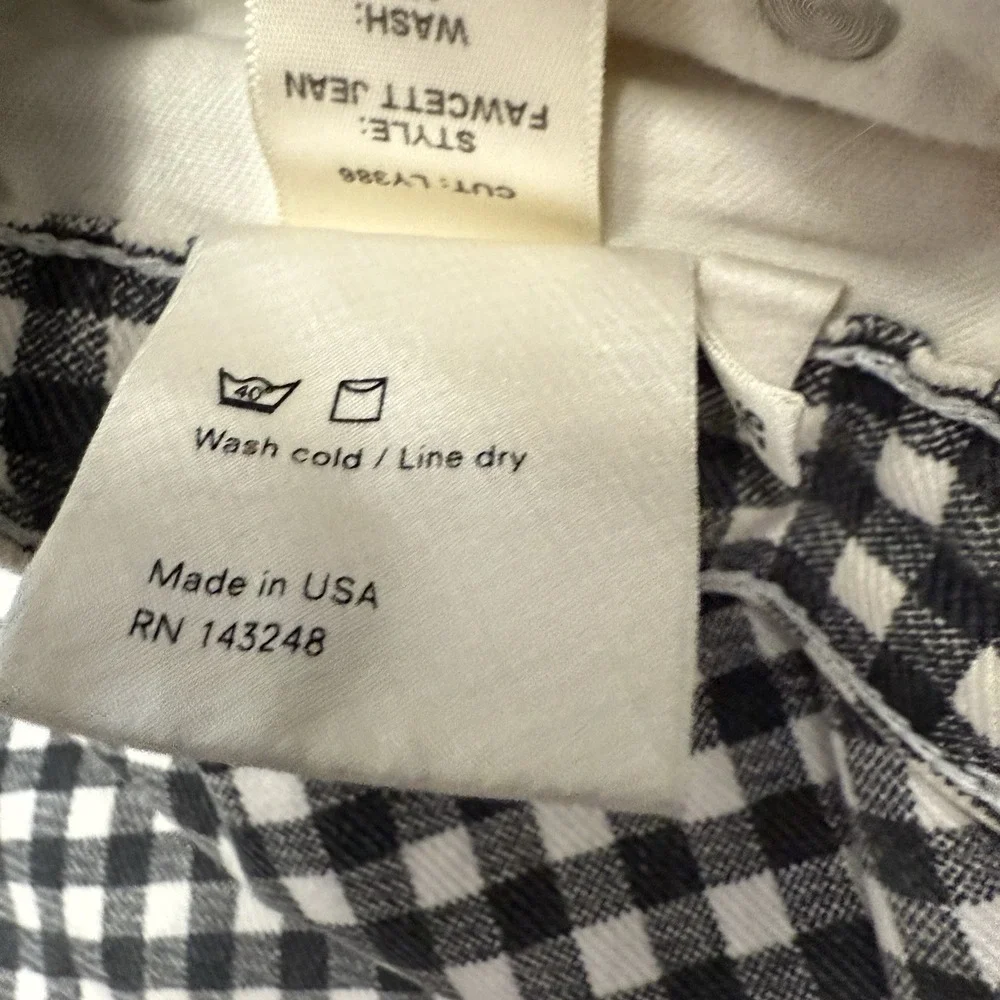 CUT: LY386
STYLE:
FAWCETT JEAN
WASH:
40°
Wash cold / Line dry
Made in USA
RN 143248